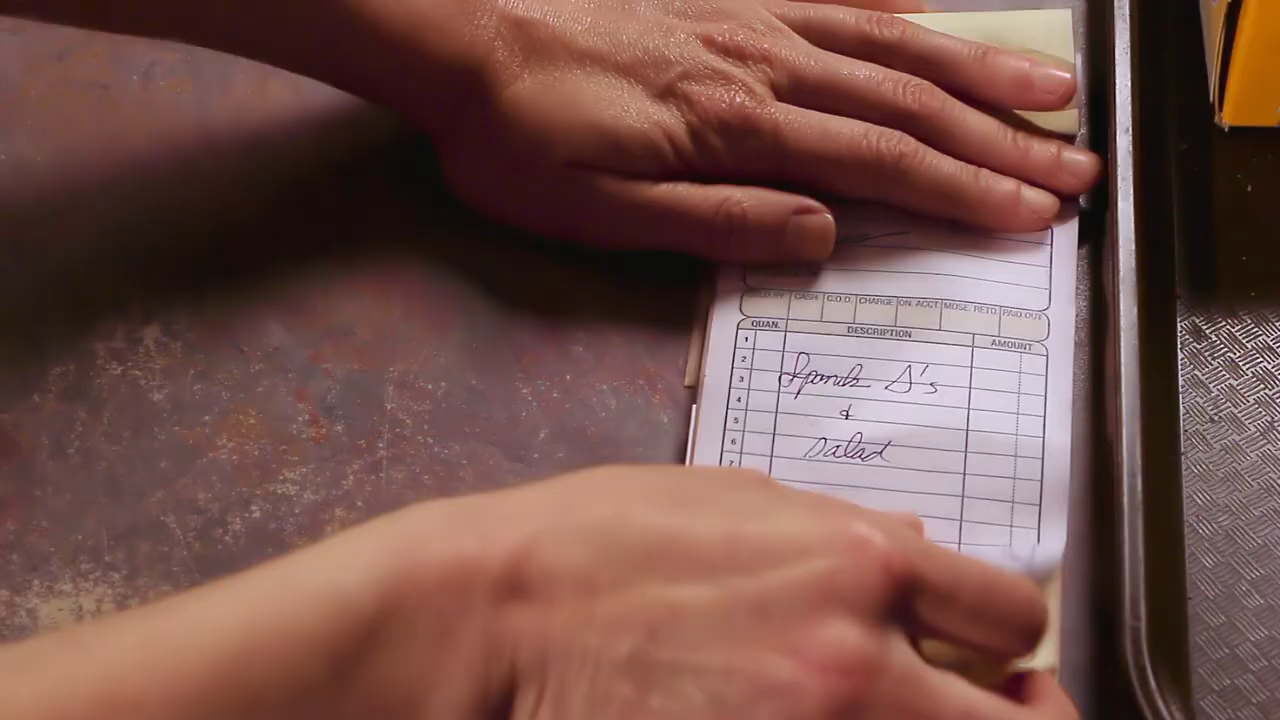 CASH C.O.D. CHARGE ON. ACCT. MDSE. RETD. PAID OUT
QUAN. DESCRIPTION AMOUNT
1
2
3 D's
4 &
5
6 Salad
7